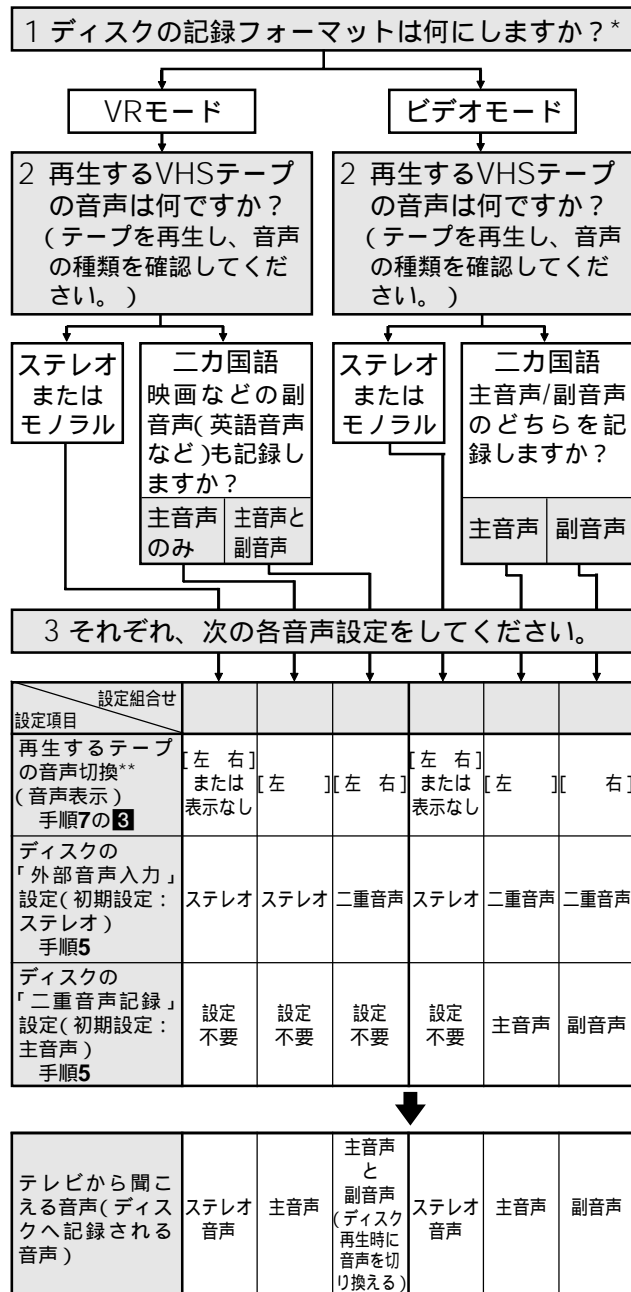 1 ディスクの記録フォーマットは何にしますか？*
VRモード
ビデオモード
2 再生するVHSテープ
の音声は何ですか？
（テープを再生し、音声
の種類を確認してくだ
さい。）
2 再生するVHSテープ
の音声は何ですか？
（テープを再生し、音声
の種類を確認してくだ
さい。）
ステレオ
または
モノラル
二カ国語
映画などの副
音声（英語音声
など）も記録し
ますか？
主音声
のみ
主音声と
副音声
ステレオ
または
モノラル
二カ国語
主音声/副音声
のどちらを記
録しますか？
主音声
副音声
3 それぞれ、次の各音声設定をしてください。
設定組合せ
設定項目
再生するテープ
の音声切換**
（音声表示）
手順7の3
[左 右]
または
表示なし
[左 ]
[左 右]
[左 右]
または
表示なし
[左 ]
[ 右]
ディスクの
「外部音声入力」
設定（初期設定：
ステレオ）
手順5
ステレオ
ステレオ
二重音声
ステレオ
二重音声
二重音声
ディスクの
「二重音声記録」
設定（初期設定：
主音声）
手順5
設定
不要
設定
不要
設定
不要
設定
不要
主音声
副音声
テレビから聞こ
える音声（ディス
クへ記録される
音声）
ステレオ
音声
主音声
主音声
と
副音声
（ディスク
再生時に
音声を切
り換える）
ステレオ
音声
主音声
副音声